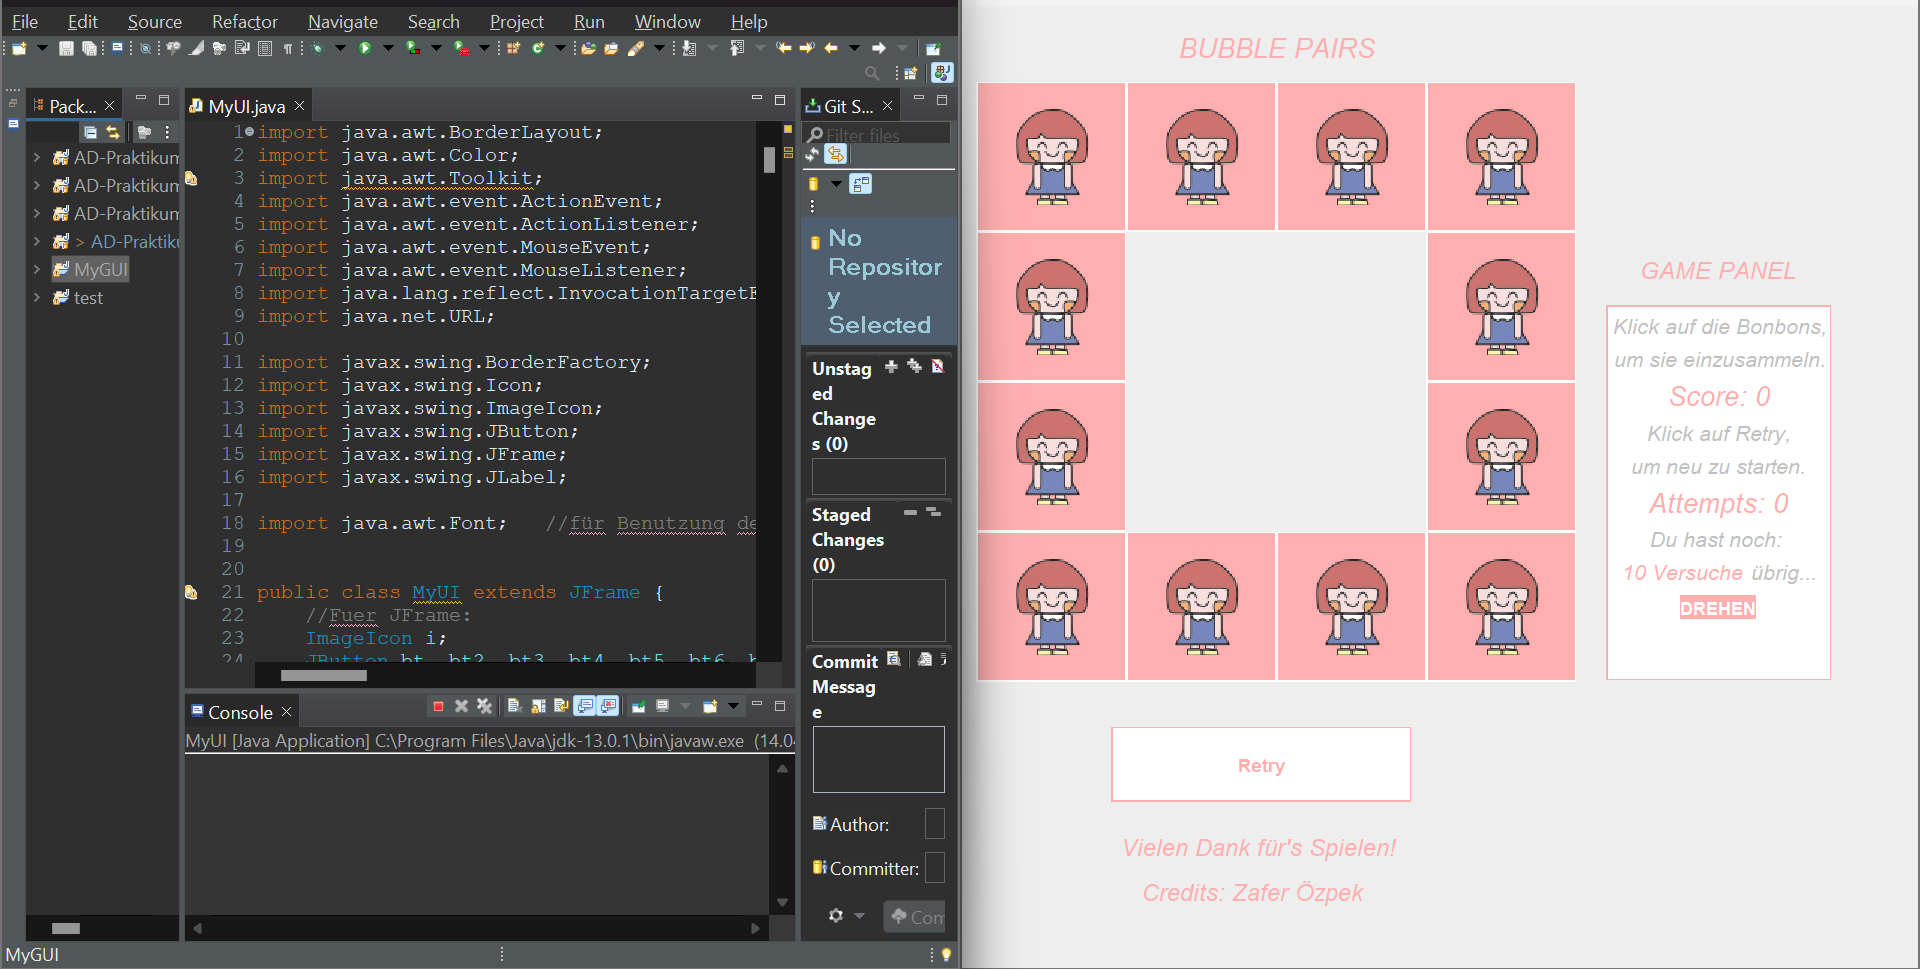 File Edit Source Refactor Navigate Search Project Run Window Help
Pack...
AD-Praktikum
AD-Praktikum
AD-Praktikum
> AD-Praktiku
MyGUI
test
MyUI.java
1 import java.awt.BorderLayout;
2 import java.awt.Color;
3 import java.awt.Toolkit;
4 import java.awt.event.ActionEvent;
5 import java.awt.event.ActionListener;
6 import java.awt.event.MouseEvent;
7 import java.awt.event.MouseListener;
8 import java.lang.reflect.InvocationTargetE
9 import java.net.URL;
10
11 import javax.swing.BorderFactory;
12 import javax.swing.Icon;
13 import javax.swing.ImageIcon;
14 import javax.swing.JButton;
15 import javax.swing.JFrame;
16 import javax.swing.JLabel;
17
18 import java.awt.Font; //für Benutzung de
19
20
21 public class MyUI extends JFrame {
22 //Fuer JFrame:
23 ImageIcon i;
24 JButton bt, bt2, bt3, bt4, bt5, bt6, b
Git S...
Filter files
No
Repositor
y
Selected
Unstag
ed
Change
s (0)
Staged
Changes
(0)
Commit
Messag
e
Author:
Committer:
Com
Console
MyUI [Java Application] C:\Program Files\Java\jdk-13.0.1\bin\javaw.exe (14.04
MyGUI
BUBBLE PAIRS
GAME PANEL
Klick auf die Bonbons,
um sie einzusammeln.
Score: 0
Klick auf Retry,
um neu zu starten.
Attempts: 0
Du hast noch:
10 Versuche übrig...
DREHEN
Retry
Vielen Dank für's Spielen!
Credits: Zafer Özpek